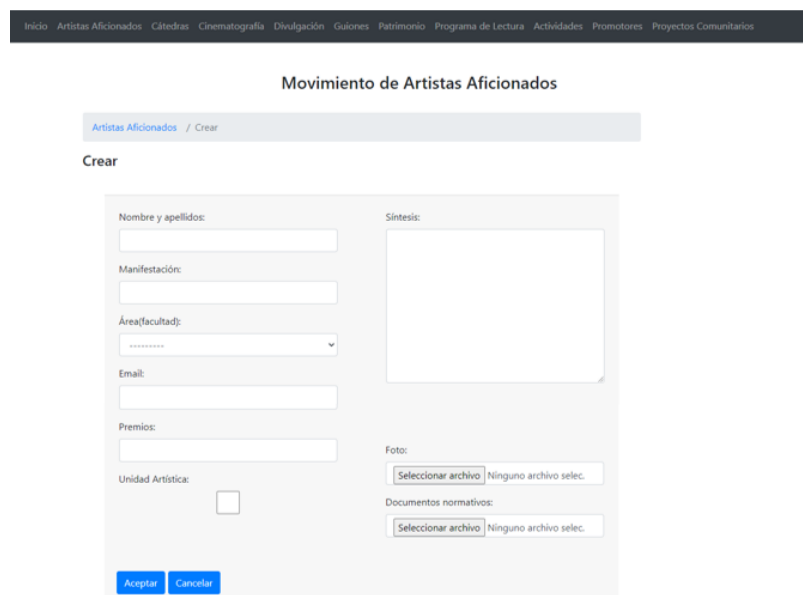 Inicio Artistas Aficionados Cátedras Cinematografía Divulgación Guiones Patrimonio Programa de Lectura Actividades Promotores Proyectos Comunitarios
Movimiento de Artistas Aficionados
Artistas Aficionados / Crear
Crear
Nombre y apellidos:
Manifestación:
Área(facultad):
---------
Email:
Premios:
Unidad Artística:
Síntesis:
Foto:
Seleccionar archivo Ninguno archivo selec.
Documentos normativos:
Seleccionar archivo Ninguno archivo selec.
Aceptar Cancelar